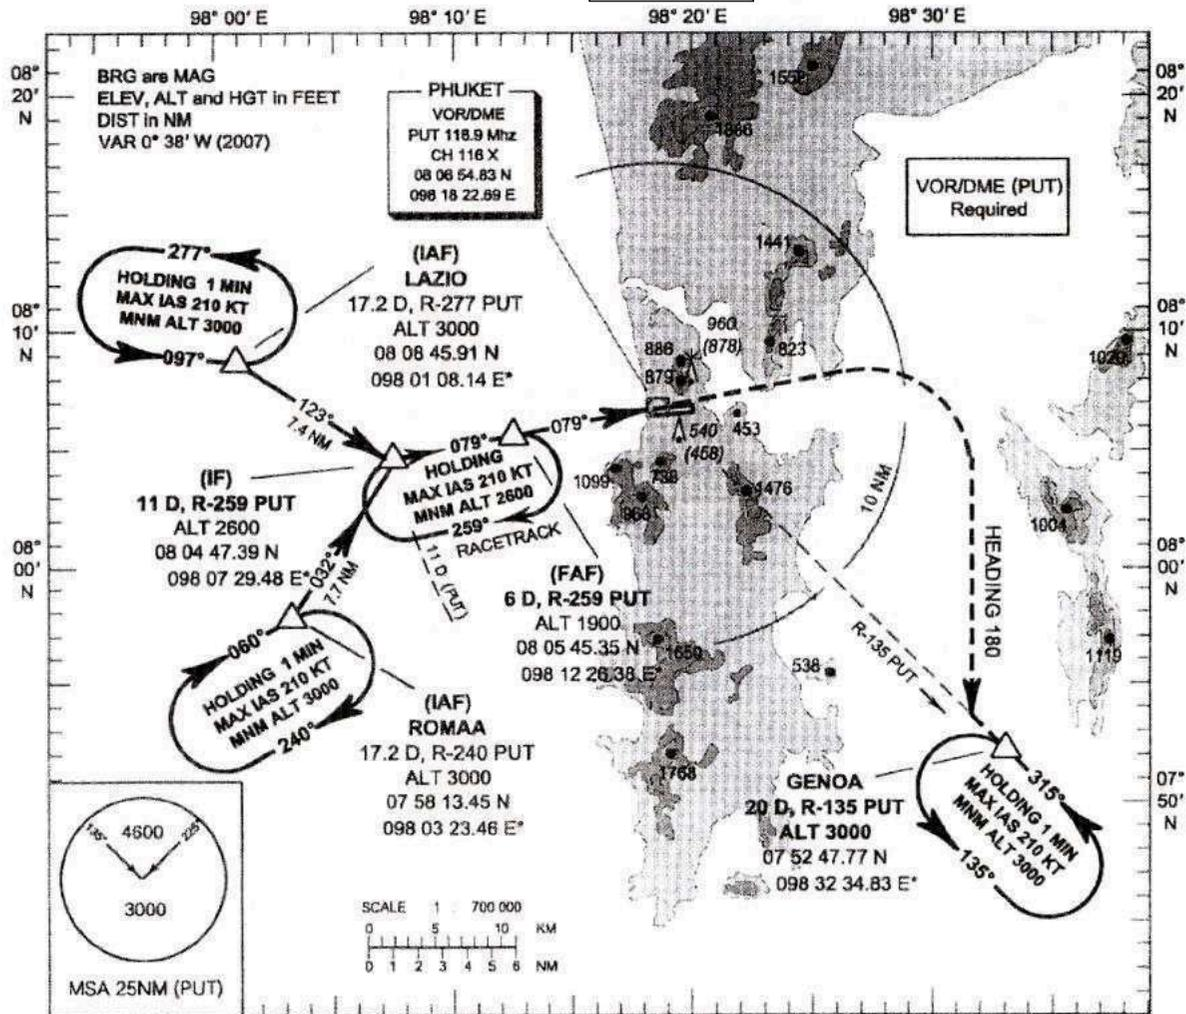 98° 00' E
98° 10' E
98° 20' E
98° 30' E
08°
20'
N
08°
20'
N
BRG are MAG
ELEV, ALT and HGT in FEET
DIST in NM
VAR 0° 38' W (2007)
PHUKET
VOR/DME
PUT 116.9 Mhz
CH 116 X
08 06 54.83 N
098 18 22.69 E
1552
1886
VOR/DME (PUT)
Required
277°
HOLDING 1 MIN
MAX IAS 210 KT
MNM ALT 3000
097°
(IAF)
LAZIO
17.2 D, R-277 PUT
ALT 3000
08 08 45.91 N
098 01 08.14 E*
1441
08°
10'
N
08°
10'
N
960
(878)
886
879
823
1020
123°
7.4 NM
079°
079°
HOLDING
MAX IAS 210 KT
MNM ALT 2600
259°
RACETRACK
11 D (PUT)
540
(458)
453
(IF)
11 D, R-259 PUT
ALT 2600
08 04 47.39 N
098 07 29.48 E*
1099
738
968
1476
10 NM
1004
HEADING 180
08°
00'
N
08°
00'
N
032°
7.7 NM
(FAF)
6 D, R-259 PUT
ALT 1900
08 05 45.35 N
098 12 26.38 E*
060°
HOLDING 1 MIN
MAX IAS 210 KT
MNM ALT 3000
240°
1650
538
R-135 PUT
1119
(IAF)
ROMAA
17.2 D, R-240 PUT
ALT 3000
07 58 13.45 N
098 03 23.46 E*
1768
GENOA
20 D, R-135 PUT
ALT 3000
07 52 47.77 N
098 32 34.83 E*
315°
HOLDING 1 MIN
MAX IAS 210 KT
MNM ALT 3000
135°
07°
50'
N
135°
4600
225°
3000
MSA 25NM (PUT)
SCALE 1 : 700 000
0 5 10 KM
0 1 2 3 4 5 6 NM